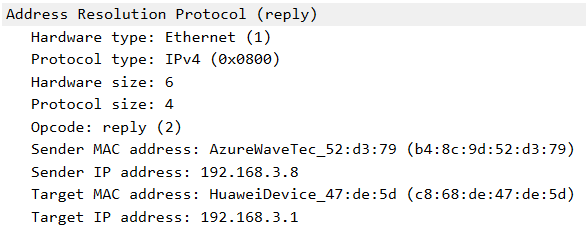 Address Resolution Protocol (reply)
Hardware type: Ethernet (1)
Protocol type: IPv4 (0x0800)
Hardware size: 6
Protocol size: 4
Opcode: reply (2)
Sender MAC address: AzureWaveTec_52:d3:79 (b4:8c:9d:52:d3:79)
Sender IP address: 192.168.3.8
Target MAC address: HuaweiDevice_47:de:5d (c8:68:de:47:de:5d)
Target IP address: 192.168.3.1